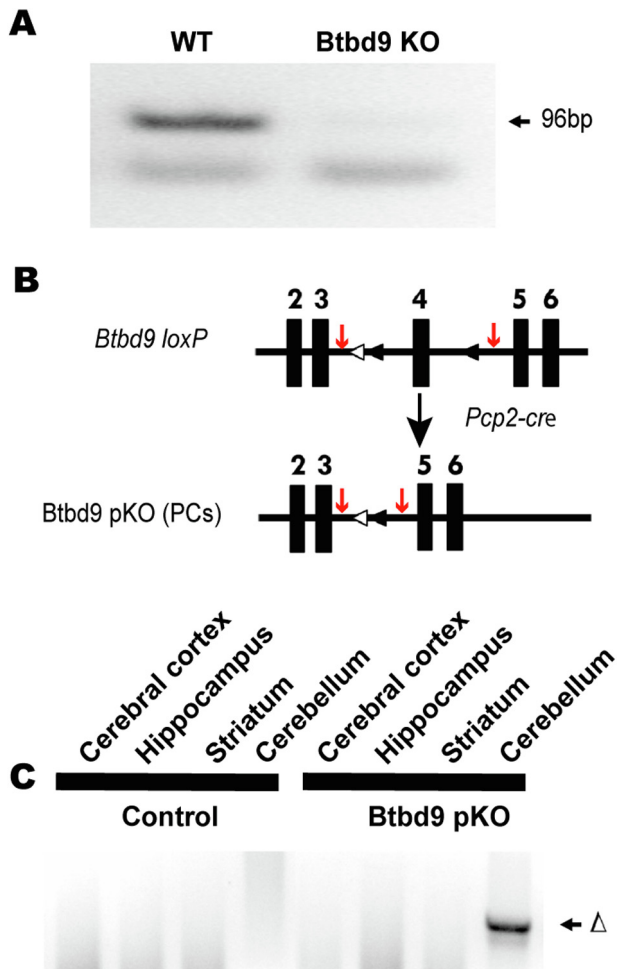 A
WT Btbd9 KO
96bp
B
2 3 4 5 6
Btbd9 loxP
Pcp2-cre
2 3 5 6
Btbd9 pKO (PCs)
Cerebral cortex
Hippocampus
Striatum
Cerebellum
Cerebral cortex
Hippocampus
Striatum
Cerebellum
C
Control Btbd9 pKO
Δ